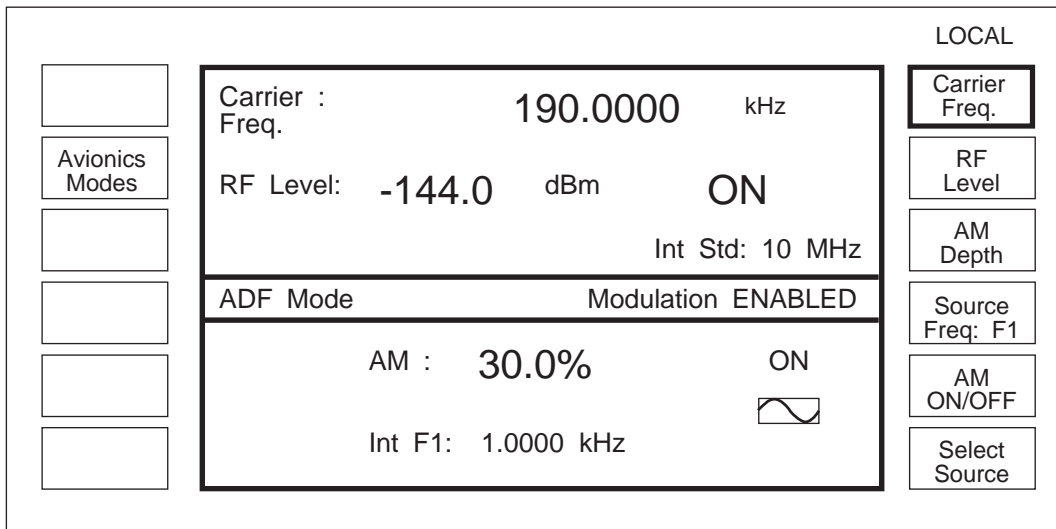 LOCAL
Avionics
Modes
Carrier :
Freq.
190.0000 kHz
RF Level: -144.0 dBm ON
Int Std: 10 MHz
ADF Mode Modulation ENABLED
AM : 30.0% ON
Int F1: 1.0000 kHz
Carrier
Freq.
RF
Level
AM
Depth
Source
Freq: F1
AM
ON/OFF
Select
Source